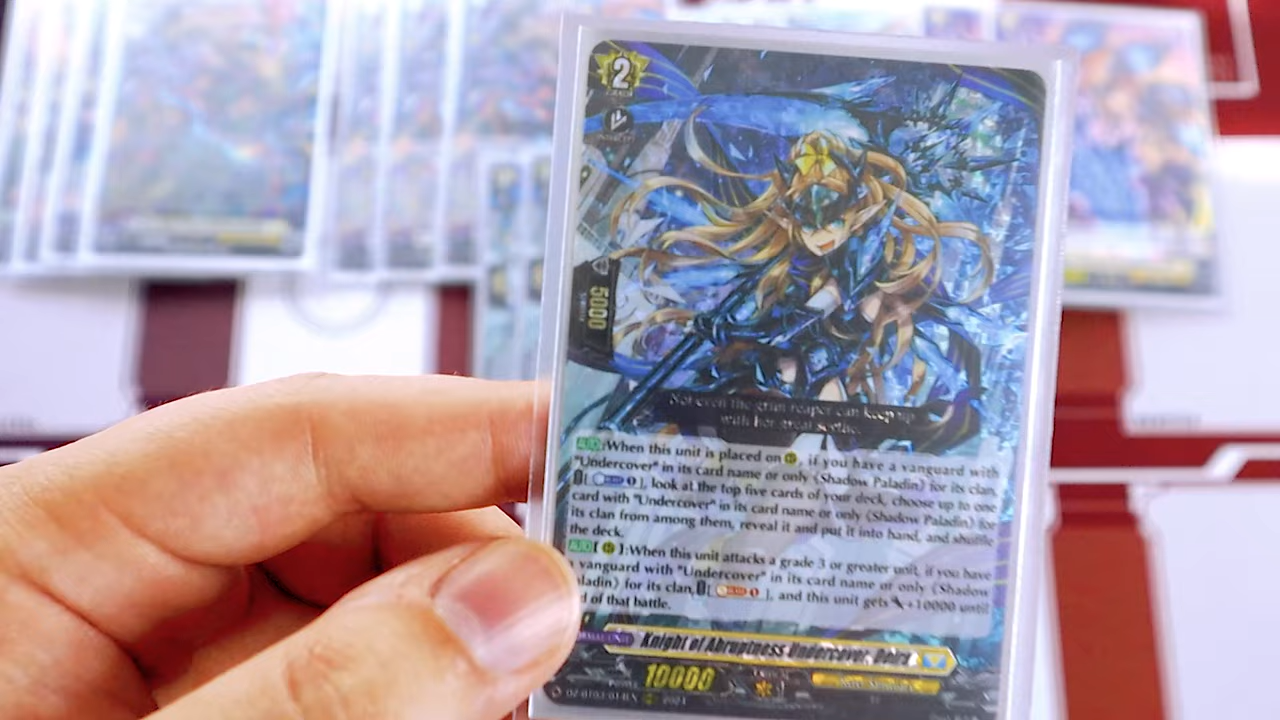 2
5000
Not even the grim reaper can keep up
with her great scythe.
AUTO:When this unit is placed on, if you have a vanguard with
"Undercover" in its card name or only (Shadow Paladin) for its clan,
[1], look at the top five cards of your deck, choose up to one
card with "Undercover" in its card name or only (Shadow Paladin) for
its clan from among them, reveal it and put it into hand, and shuffle
the deck.
AUTO[ ]:When this unit attacks a grade 3 or greater unit, if you have
vanguard with "Undercover" in its card name or only (Shadow
ladin) for its clan, [1], and this unit gets +10000 until
d of that battle.
Knight of Abruptness Undercover,
10000
2024